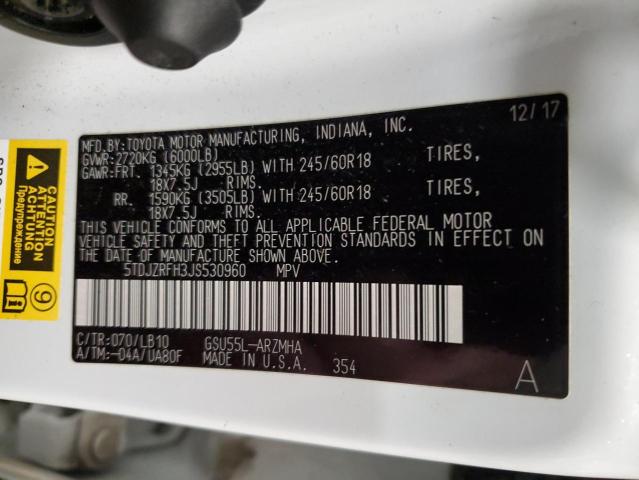 12/17
MFD.BY:TOYOTA MOTOR MANUFACTURING, INDIANA, INC.
GVWR:2720KG (6000LB)
GAWR:FRT. 1345KG (2955LB) WITH 245/60R18 TIRES,
18X7.5J RIMS.
RR. 1590KG (3505LB) WITH 245/60R18 TIRES,
18X7.5J RIMS.
THIS VEHICLE CONFORMS TO ALL APPLICABLE FEDERAL MOTOR
VEHICLE SAFETY AND THEFT PREVENTION STANDARDS IN EFFECT ON
THE DATE OF MANUFACTURE SHOWN ABOVE.
5TDJZRFH3JS530960 MPV
C/TR:070/LB10 GSU55L-ARZMHA
A/TM:-04A/UA80F MADE IN U.S.A. 354
A
CAUTION
ATTENTION
ACHTUNG
Предупреждение
9